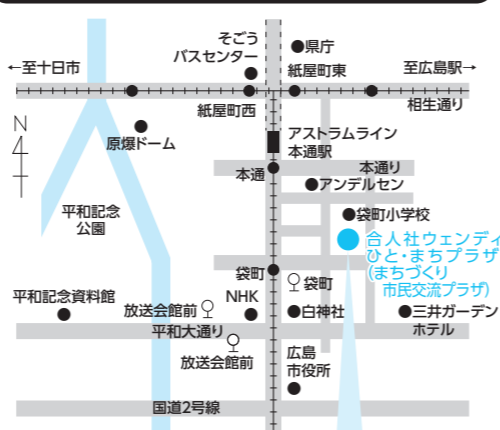 そごう
バスセンター
県庁
←至十日市
紙屋町東
至広島駅→
相生通り
紙屋町西
N
原爆ドーム
アストラムライン
本通駅
本通
本通り
アンデルセン
平和記念
公園
袋町小学校
合人社ウェンディ
ひと・まちプラザ
(まちづくり
市民交流プラザ)
袋町
袋町
平和記念資料館
放送会館前
NHK
白神社
三井ガーデン
ホテル
平和大通り
放送会館前
広島
市役所
国道2号線